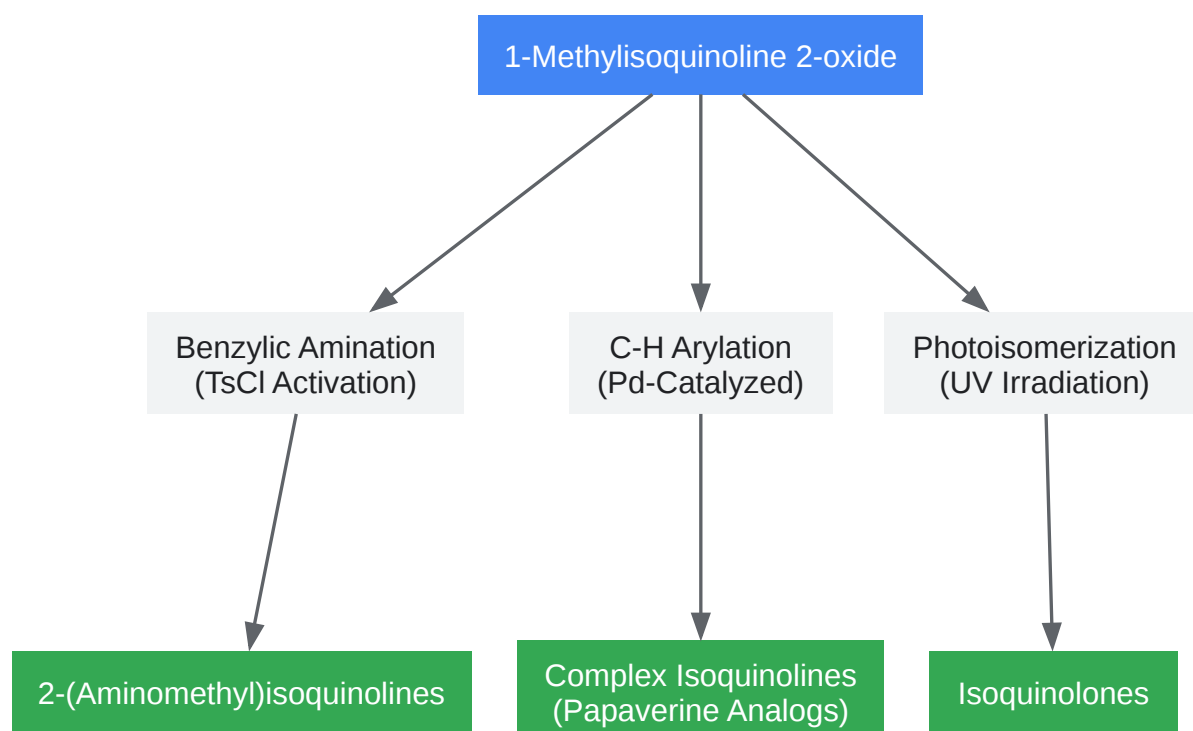 1-Methylisoquinoline 2-oxide
Benzylic Amination
(TsCl Activation)
C-H Arylation
(Pd-Catalyzed)
Photoisomerization
(UV Irradiation)
2-(Aminomethyl)isoquinolines
Complex Isoquinolines
(Papaverine Analogs)
Isoquinolones